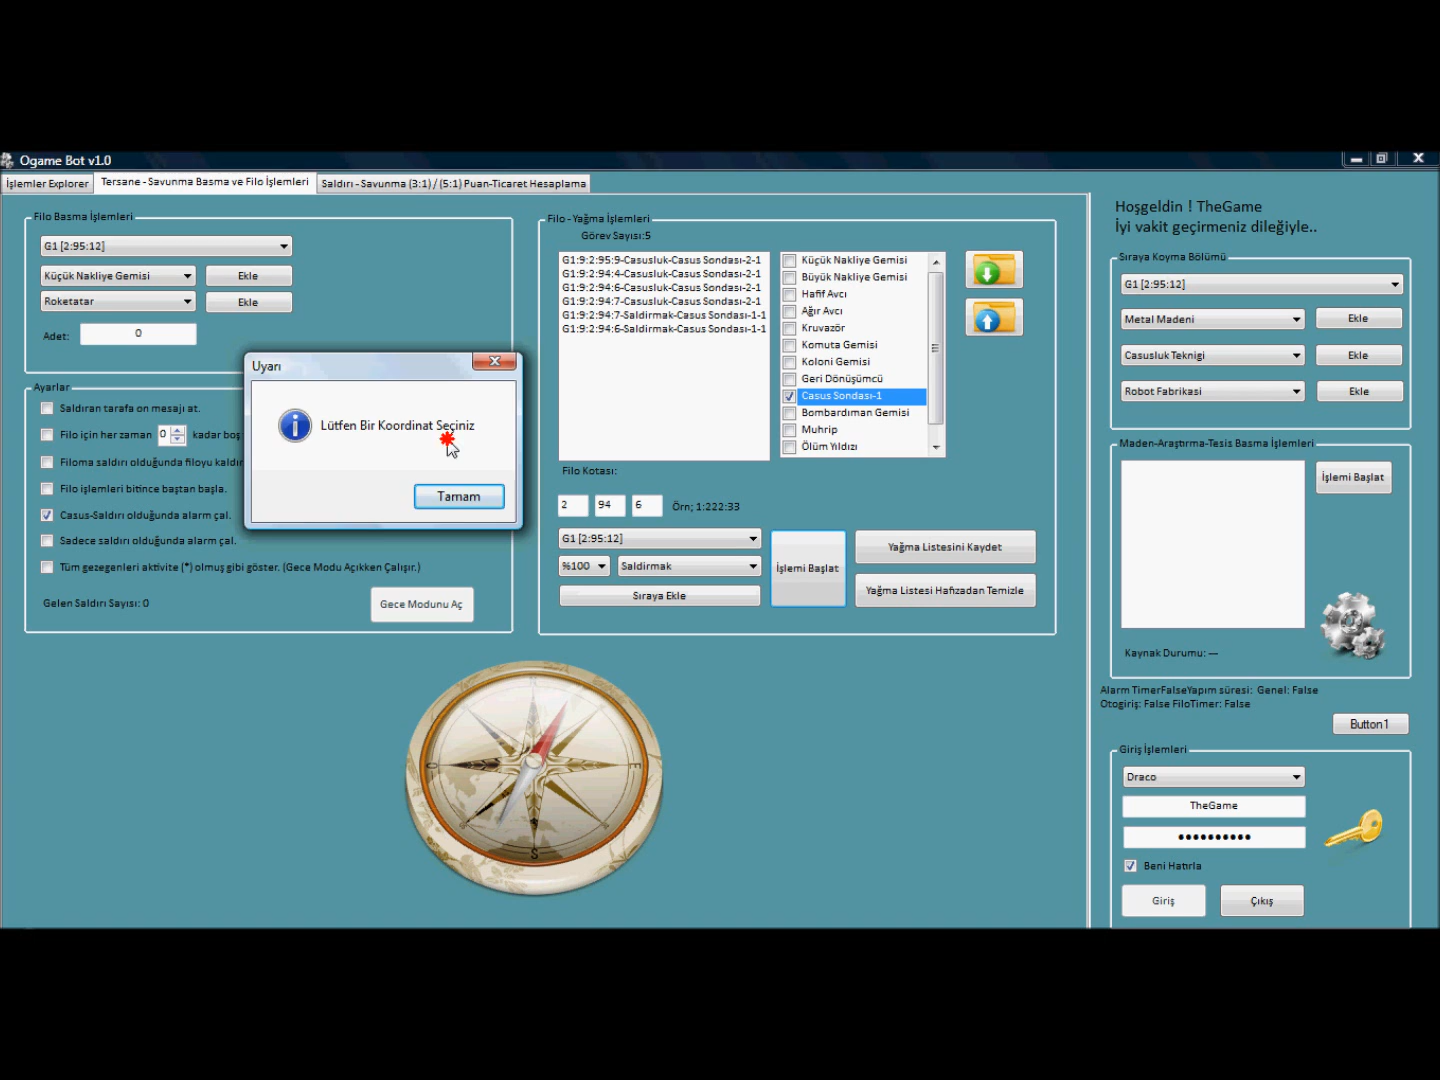 Ogame Bot v1.0
İşlemler Explorer
Tersane - Savunma Basma ve Filo İşlemleri
Saldırı - Savunma (3:1) / (5:1) Puan-Ticaret Hesaplama
Filo Basma İşlemleri
G1 [2:95:12]
Küçük Nakliye Gemisi
Ekle
Roketatar
Ekle
Adet:
0
Ayarlar
Saldıran tarafa on mesajı at.
Filo için her zaman 0 kadar boş
Filoma saldırı olduğunda filoyu kaldır
Filo işlemleri bitince baştan başla.
Casus-Saldırı olduğunda alarm çal.
Sadece saldırı olduğunda alarm çal.
Tüm gezegenleri aktivite (*) olmuş gibi göster. (Gece Modu Açıkken Çalışır.)
Gelen Saldırı Sayısı: 0
Gece Modunu Aç
Uyarı
Lütfen Bir Koordinat Seçiniz
Tamam
Filo - Yağma İşlemleri
Görev Sayısı:5
G1:9:2:95:9-Casusluk-Casus Sondası-2-1
G1:9:2:94:4-Casusluk-Casus Sondası-2-1
G1:9:2:94:6-Casusluk-Casus Sondası-2-1
G1:9:2:94:7-Casusluk-Casus Sondası-2-1
G1:9:2:94:7-Saldirmak-Casus Sondası-1-1
G1:9:2:94:6-Saldirmak-Casus Sondası-1-1
Küçük Nakliye Gemisi
Büyük Nakliye Gemisi
Hafif Avcı
Ağır Avcı
Kruvazör
Komuta Gemisi
Koloni Gemisi
Geri Dönüşümcü
Casus Sondası-1
Bombardıman Gemisi
Muhrip
Ölüm Yıldızı
Filo Kotası:
2
94
6
Örn; 1:222:33
G1 [2:95:12]
%100
Saldirmak
Sıraya Ekle
İşlemi Başlat
Yağma Listesini Kaydet
Yağma Listesi Hafızadan Temizle
O
E
S
Hoşgeldin ! TheGame
İyi vakit geçirmeniz dileğiyle..
Sıraya Koyma Bölümü
G1 [2:95:12]
Metal Madeni
Ekle
Casusluk Teknigi
Ekle
Robot Fabrikasi
Ekle
Maden-Araştırma-Tesis Basma İşlemleri
İşlemi Başlat
Kaynak Durumu: ---
Alarm TimerFalseYapım süresi: Genel: False
Otogiriş: False FiloTimer: False
Button1
Giriş İşlemleri
Draco
TheGame
●●●●●●●●●●
Beni Hatırla
Giriş
Çıkış